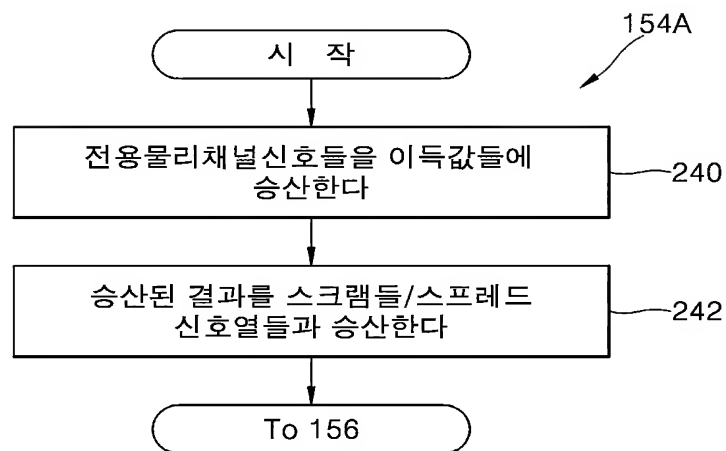 154A
시 작
전용물리채널신호들을 이득값들에
승산한다
240
승산된 결과를 스크램들/스프레드
신호열들과 승산한다
242
To 156